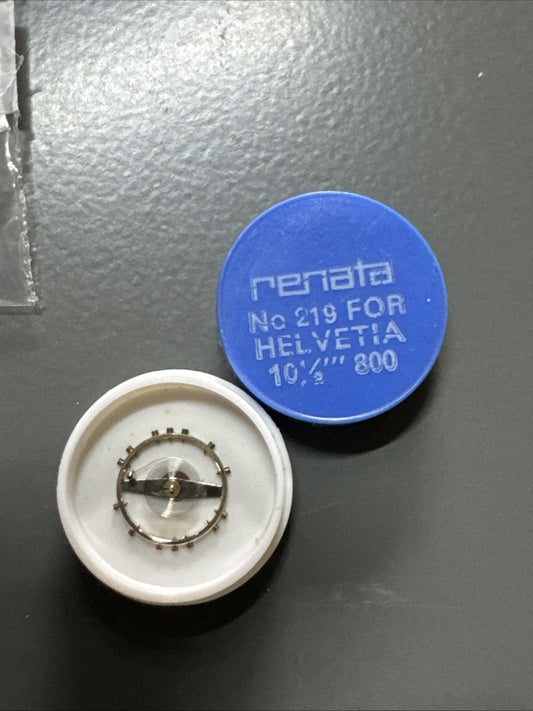 renata
No 219 FOR
HELVETIA
10½''' 800